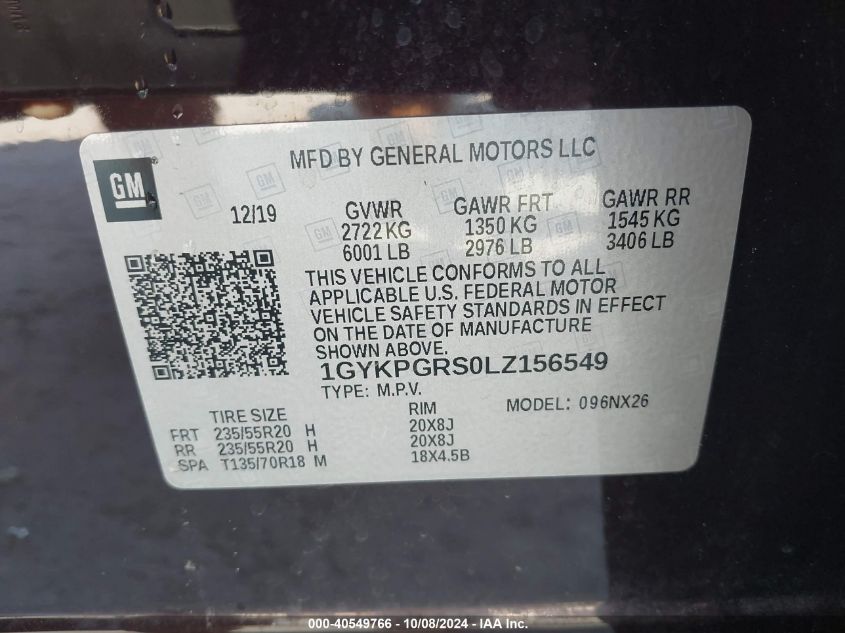 MFD BY GENERAL MOTORS LLC
GM
12/19
GVWR
2722 KG
6001 LB
GAWR FRT
1350 KG
2976 LB
GAWR RR
1545 KG
3406 LB
THIS VEHICLE CONFORMS TO ALL
APPLICABLE U.S. FEDERAL MOTOR
VEHICLE SAFETY STANDARDS IN EFFECT
ON THE DATE OF MANUFACTURE
SHOWN ABOVE.
1GYKPGRS0LZ156549
TYPE: M.P.V.
MODEL: 096NX26
TIRE SIZE RIM
FRT 235/55R20 H 20X8J
RR 235/55R20 H 20X8J
SPA T135/70R18 M 18X4.5B
000-40549766 - 10/08/2024 - IAA Inc.